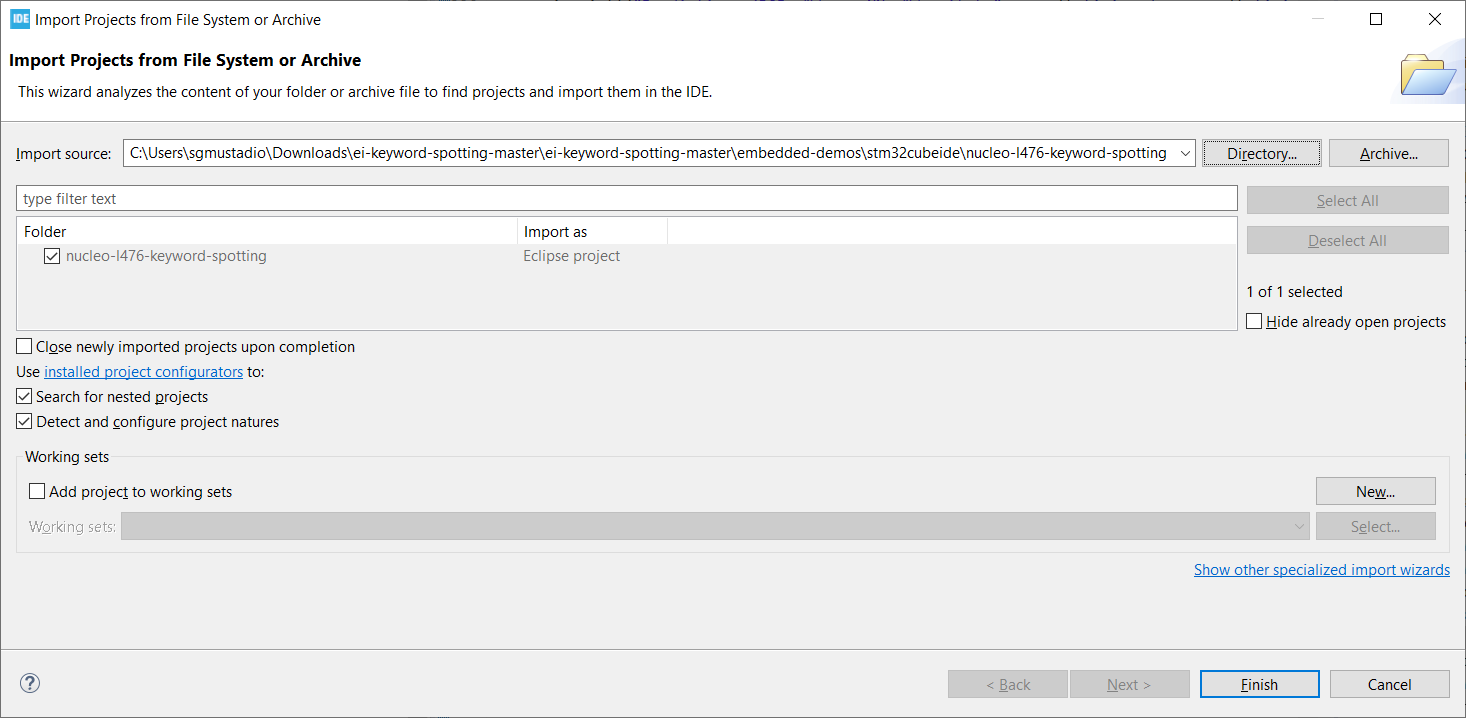 IDE Import Projects from File System or Archive
Import Projects from File System or Archive
This wizard analyzes the content of your folder or archive file to find projects and import them in the IDE.
Import source: C:\Users\sgmustadio\Downloads\ei-keyword-spotting-master\ei-keyword-spotting-master\embedded-demos\stm32cubeide\nucleo-l476-keyword-spotting Directory... Archive...
type filter text Select All
Folder Import as
Deselect All
nucleo-l476-keyword-spotting Eclipse project
1 of 1 selected
Hide already open projects
Close newly imported projects upon completion
Use installed project configurators to:
Search for nested projects
Detect and configure project natures
Working sets
Add project to working sets New...
Working sets: Select...
Show other specialized import wizards
? < Back Next > Finish Cancel